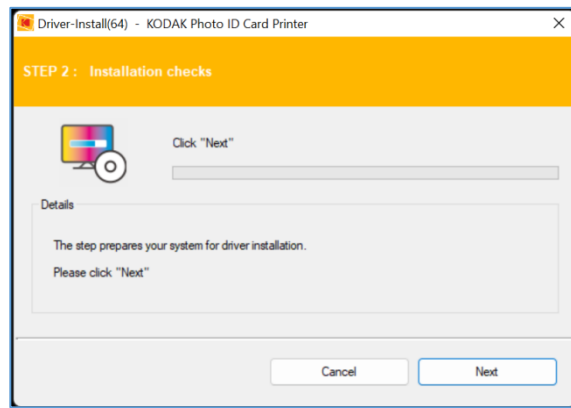 Driver-Install(64) - KODAK Photo ID Card Printer
STEP 2 : Installation checks
Click "Next"
Details
The step prepares your system for driver installation.
Please click "Next"
Cancel
Next